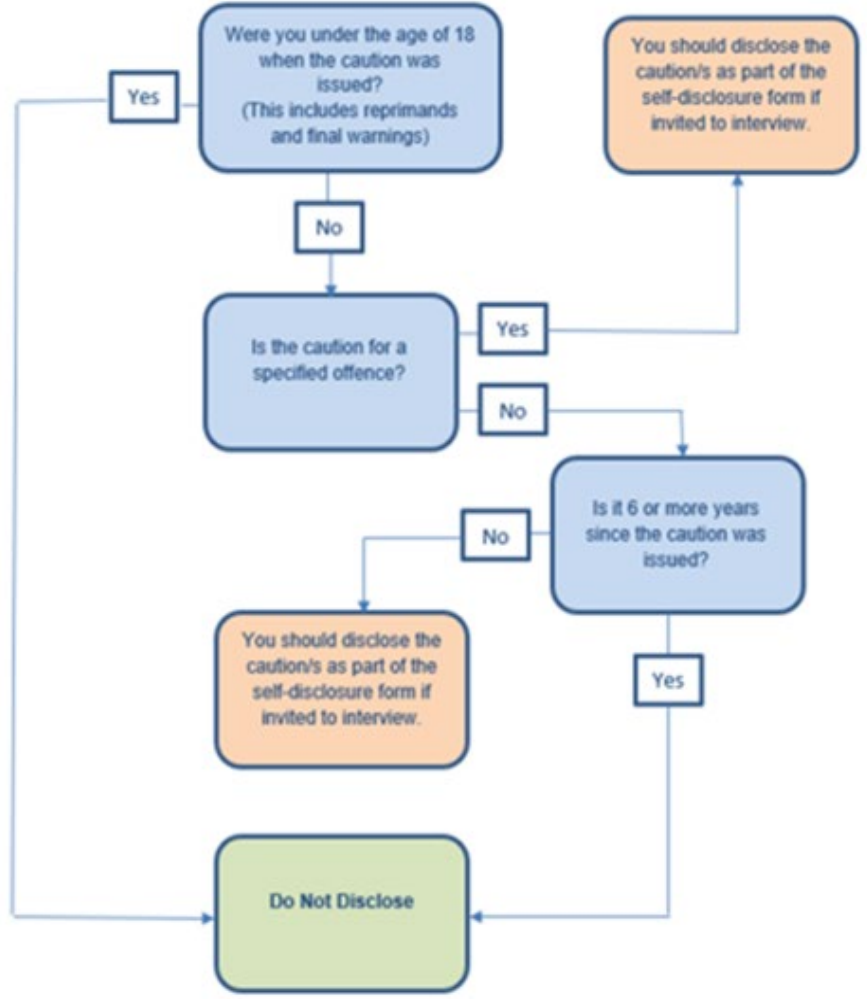 Were you under the age of 18
when the caution was
issued?
(This includes reprimands
and final warnings)
Yes
You should disclose the
caution/s as part of the
self-disclosure form if
invited to interview.
No
Is the caution for a
specified offence?
Yes
No
Is it 6 or more years
since the caution was
issued?
No
You should disclose the
caution/s as part of the
self-disclosure form if
invited to interview.
Yes
Do Not Disclose